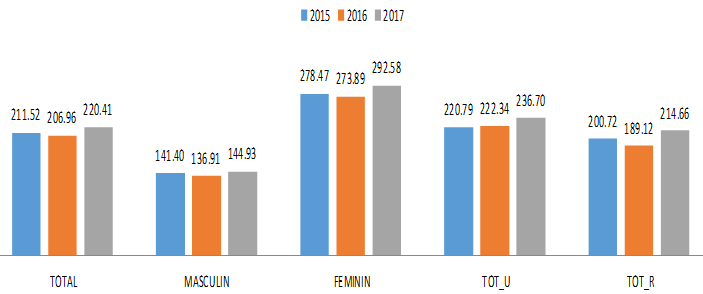 2015 2016 2017
211.52 206.96 220.41
141.40 136.91 144.93
278.47 273.89 292.58
220.79 222.34 236.70
200.72 189.12 214.66
TOTAL MASCULIN FEMININ TOT_U TOT_R